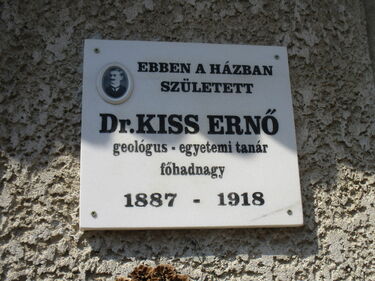 EBBEN A HÁZBAN
SZÜLETETT
Dr.KISS ERNŐ
geológus - egyetemi tanár
főhadnagy
1887 - 1918